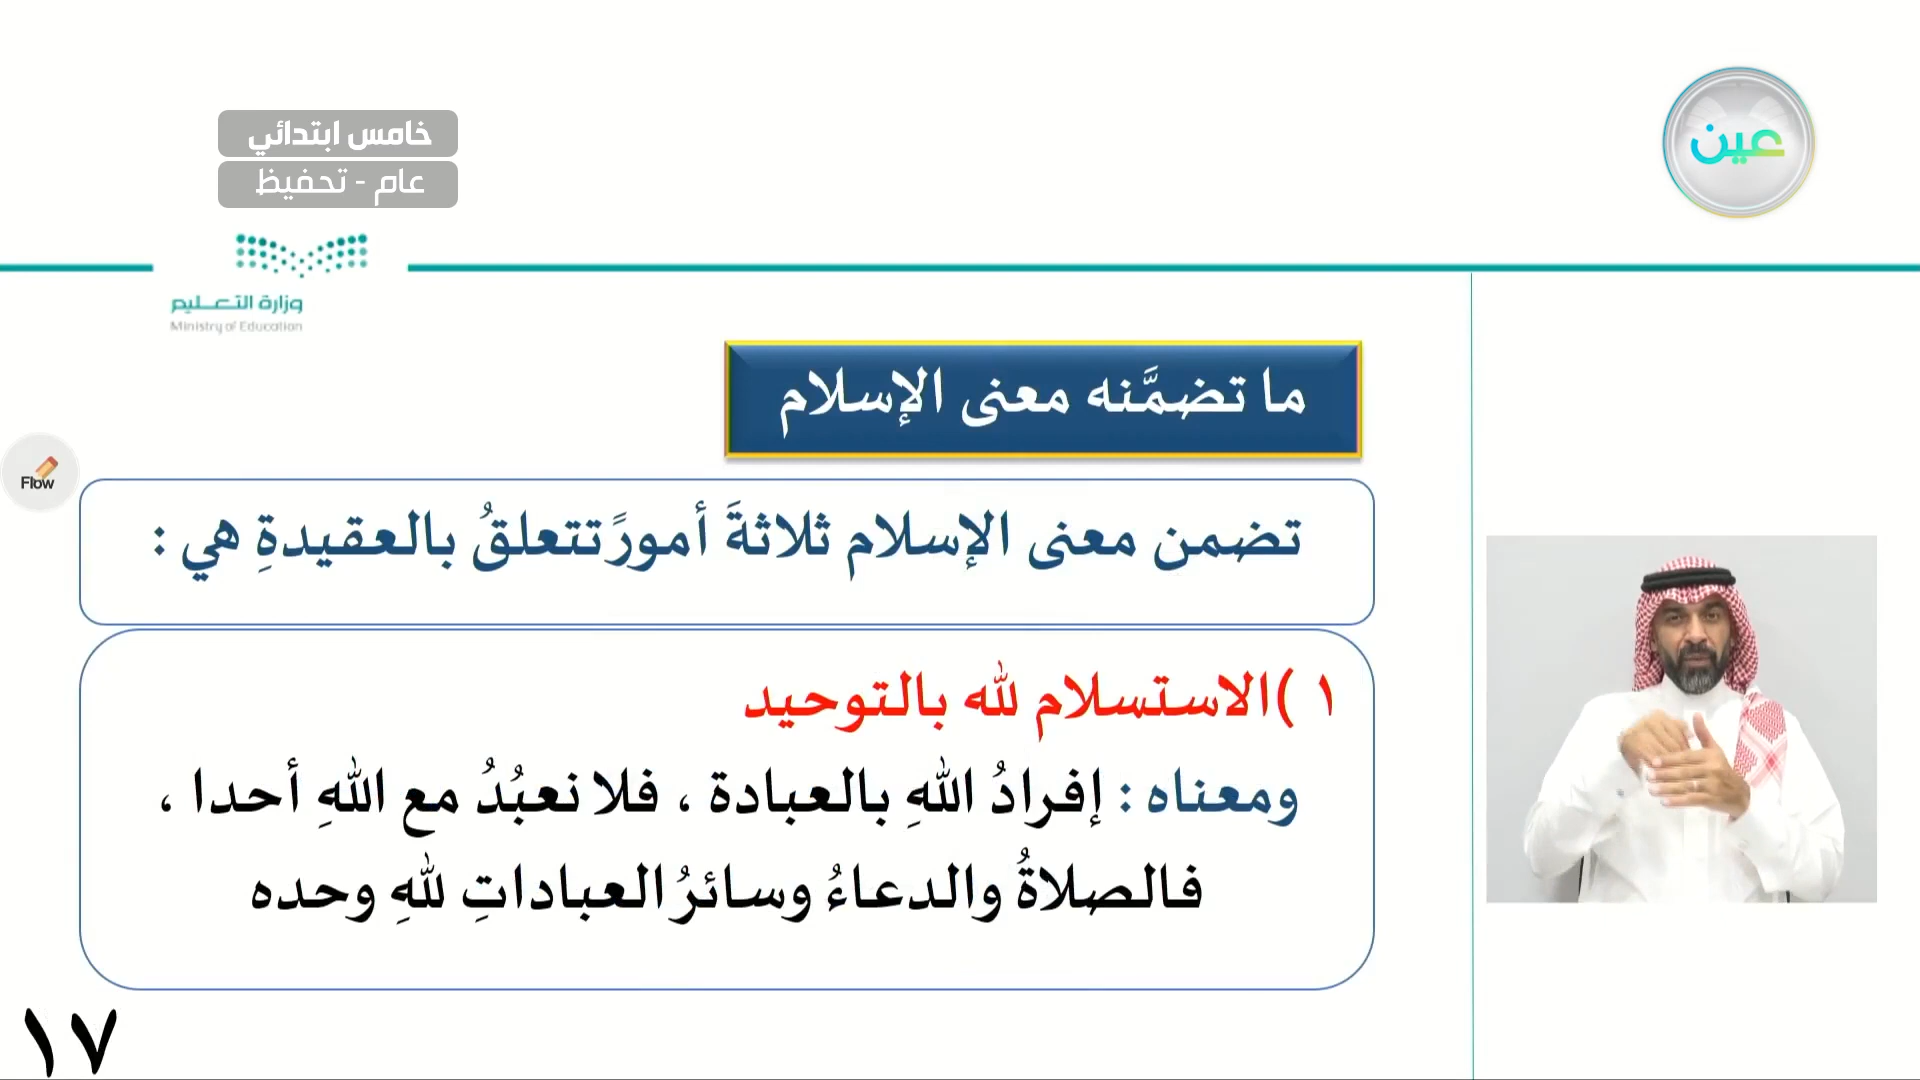 خامس ابتدائي
عام - تحفيظ
عين
وزارة التعليم
Ministry of Education
ما تضمَّنه معنى الإسلام
Flow
تضمن معنى الإسلام ثلاثةَ أمورً تتعلقُ بالعقيدةِ هي :
١ )الاستسلام لله بالتوحيد
ومعناه : إفرادُ اللهِ بالعبادة ، فلا نعبُدُ مع اللهِ أحدا ،
فالصلاةُ والدعاءُ وسائرُ العباداتِ للهِ وحده
١٧